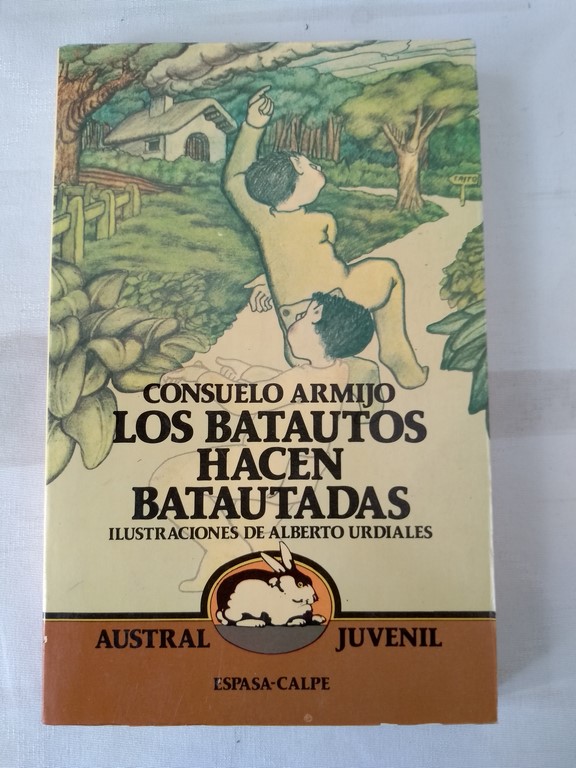 CONSUELO ARMIJO
LOS BATAUTOS
HACEN
BATAUTADAS
ILUSTRACIONES DE ALBERTO URDIALES
AUSTRAL JUVENIL
ESPASA-CALPE